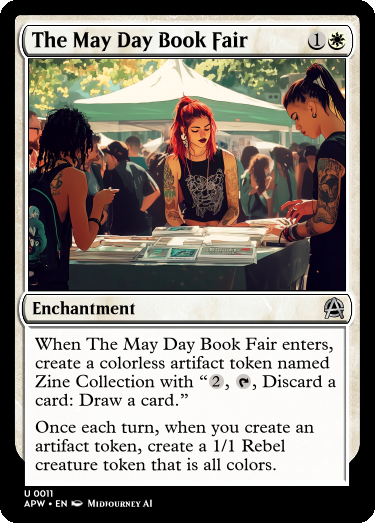 The May Day Book Fair 1
Enchantment
When The May Day Book Fair enters,
create a colorless artifact token named
Zine Collection with “2, , Discard a
card: Draw a card.”
Once each turn, when you create an
artifact token, create a 1/1 Rebel
creature token that is all colors.
U 0011
APW • EN Midjourney AI